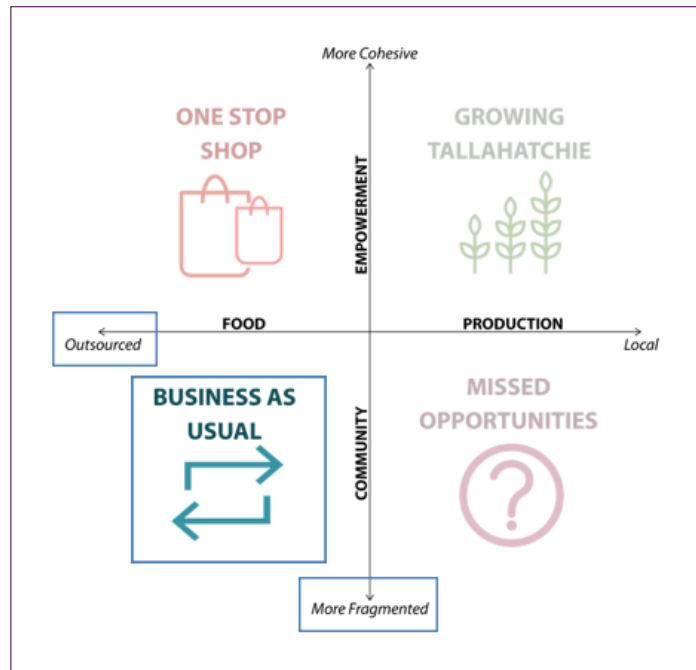 More Cohesive
ONE STOP
SHOP
GROWING
TALLAHATCHIE
EMPOWERMENT
FOOD
PRODUCTION
Outsourced
Local
BUSINESS AS
USUAL
MISSED
OPPORTUNITIES
COMMUNITY
?
More Fragmented